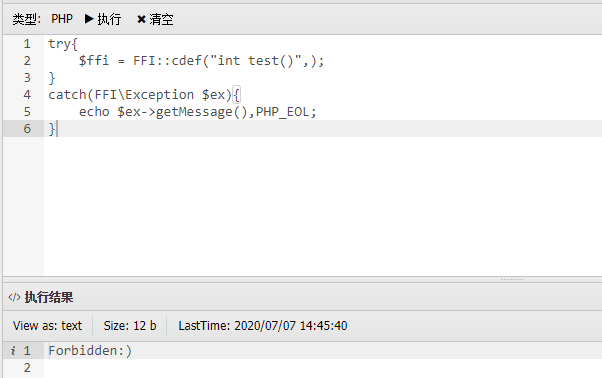 类型: PHP 执行 清空
1 try{
2 $ffi = FFI::cdef("int test()",);
3 }
4 catch(FFI\Exception $ex){
5 echo $ex->getMessage(),PHP_EOL;
6 }
</> 执行结果
View as: text Size: 12 b LastTime: 2020/07/07 14:45:40
i 1 Forbidden:)
2